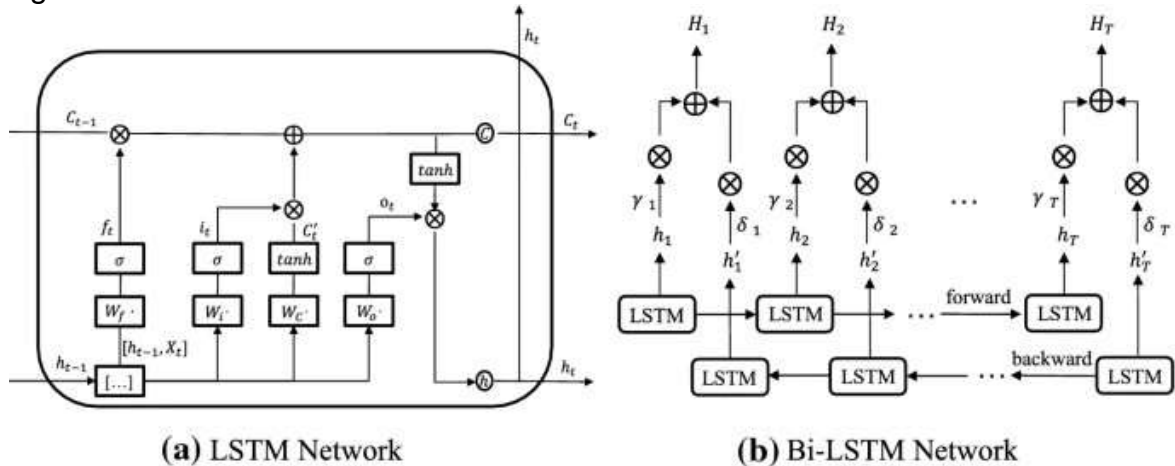 h_t
C_{t-1}
C_t
tanh
o_t
f_t
i_t
C'_t
σ
σ
tanh
σ
W_f ·
W_i ·
W_C ·
W_o ·
[h_{t-1}, X_t]
h_{t-1}
[...]
C
h
h_t
(a) LSTM Network
H_1
H_2
H_T
γ_1
δ_1
γ_2
δ_2
...
γ_T
δ_T
h_1
h'_1
h_2
h'_2
h_T
h'_T
LSTM
LSTM
... forward
LSTM
LSTM
LSTM
... backward
LSTM
(b) Bi-LSTM Network